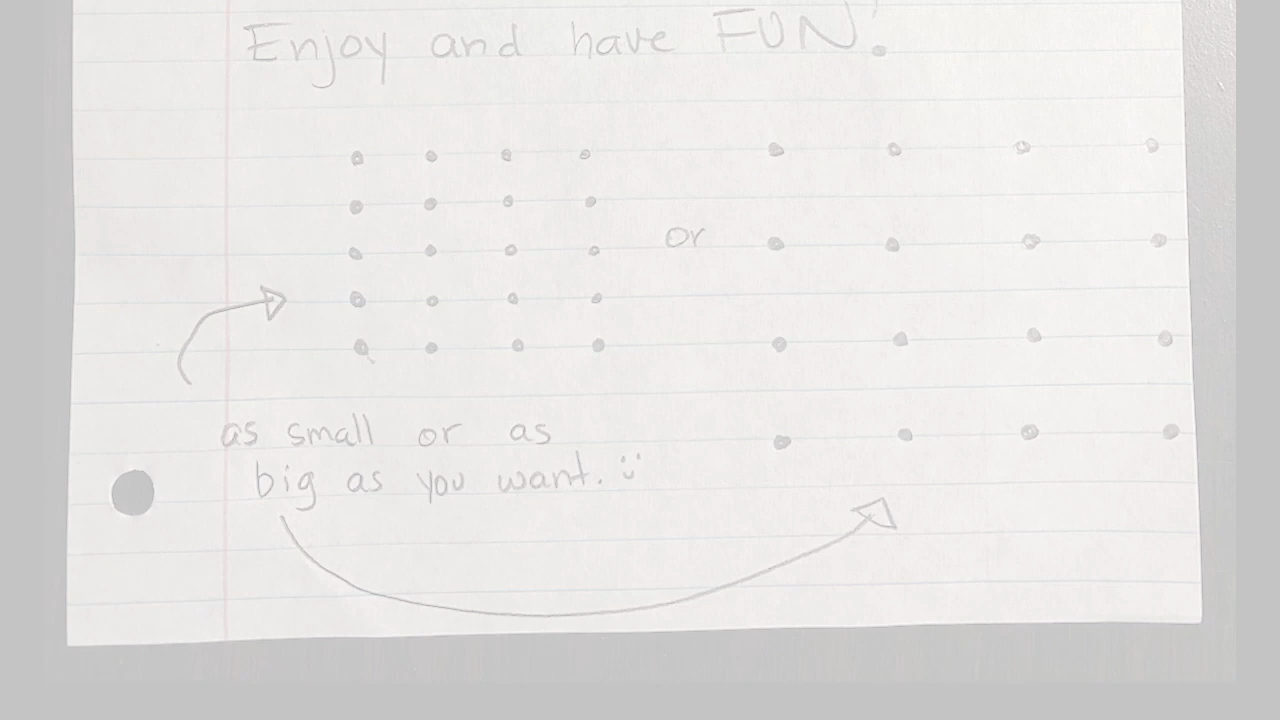 Enjoy and have FUN!
or
as small or as
big as you want. :)